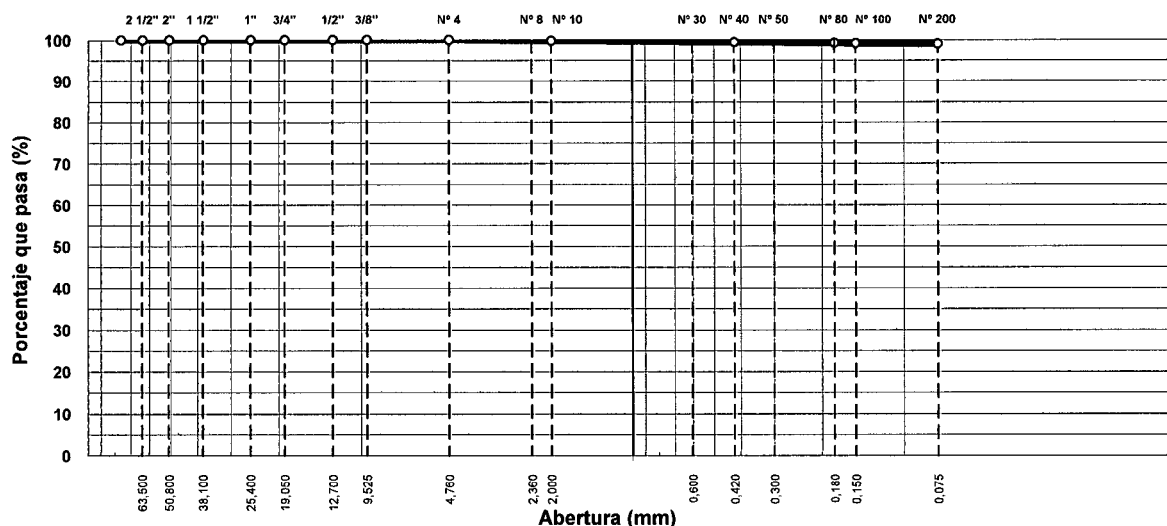 2 1/2" 2" 1 1/2" 1" 3/4" 1/2" 3/8" Nº 4 Nº 8 Nº 10 Nº 30 Nº 40 Nº 50 Nº 80 Nº 100 Nº 200
100
90
80
70
60
50
40
30
20
10
0
Porcentaje que pasa (%)
63,500 50,800 38,100 25,400 19,050 12,700 9,525 4,760 2,360 2,000 0,600 0,420 0,300 0,180 0,150 0,075
Abertura (mm)